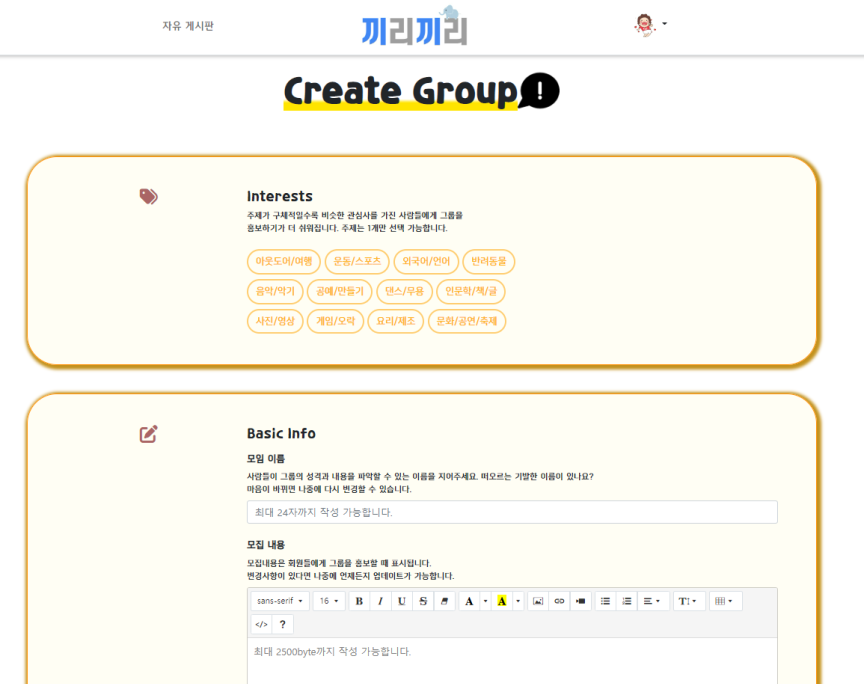 자유 게시판
끼리끼리
Create Group!
Interests
주제가 구체적일수록 비슷한 관심사를 가진 사람들에게 그룹을
홍보하기가 더 쉬워집니다. 주제는 1개만 선택 가능합니다.
아웃도어/여행 운동/스포츠 외국어/언어 반려동물
음악/악기 공예/만들기 댄스/무용 인문학/책/글
사진/영상 게임/오락 요리/제조 문화/공연/축제
Basic Info
모임 이름
사람들이 그룹의 성격과 내용을 파악할 수 있는 이름을 지어주세요. 떠오르는 기발한 이름이 있나요?
마음이 바뀌면 나중에 다시 변경할 수 있습니다.
최대 24자까지 작성 가능합니다.
모집 내용
모집내용은 회원들에게 그룹을 홍보할 때 표시됩니다.
변경사항이 있다면 나중에 언제든지 업데이트가 가능합니다.
sans-serif 16 B I U S A A T
</> ?
최대 2500byte까지 작성 가능합니다.